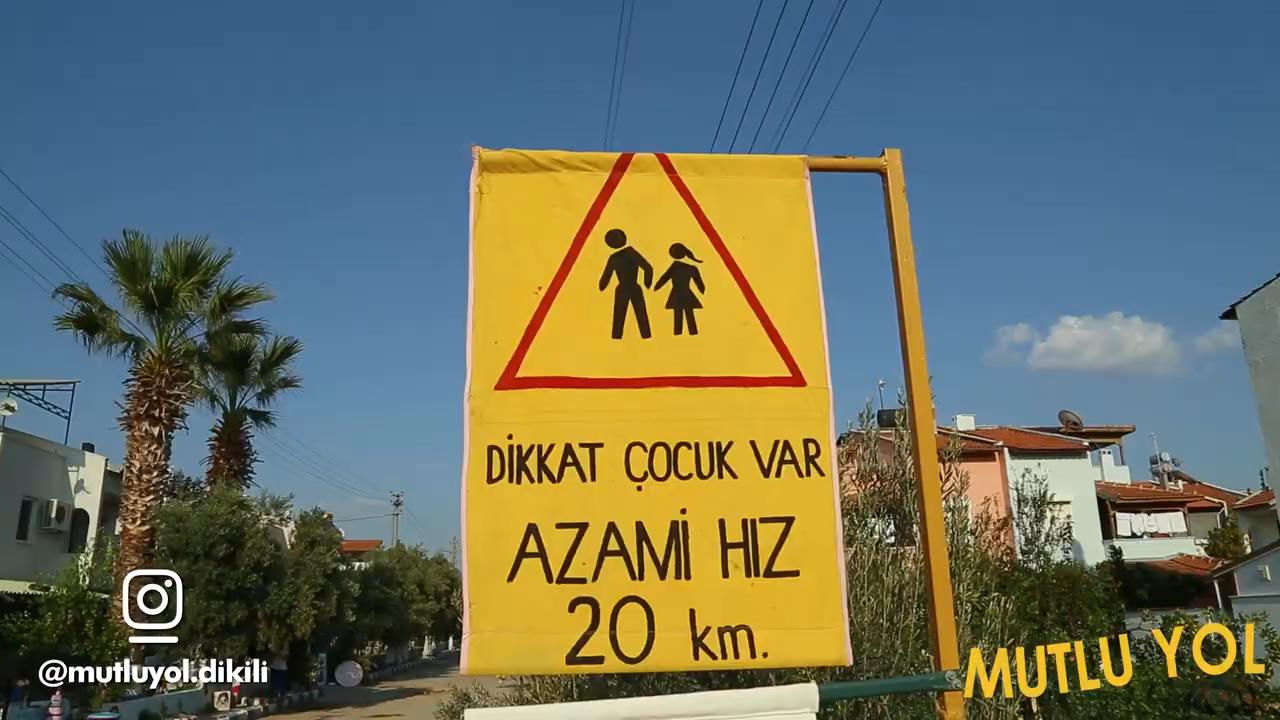 DİKKAT ÇOCUK VAR
AZAMİ HIZ
20 km.
@mutluyol.dikili
MUTLU YOL